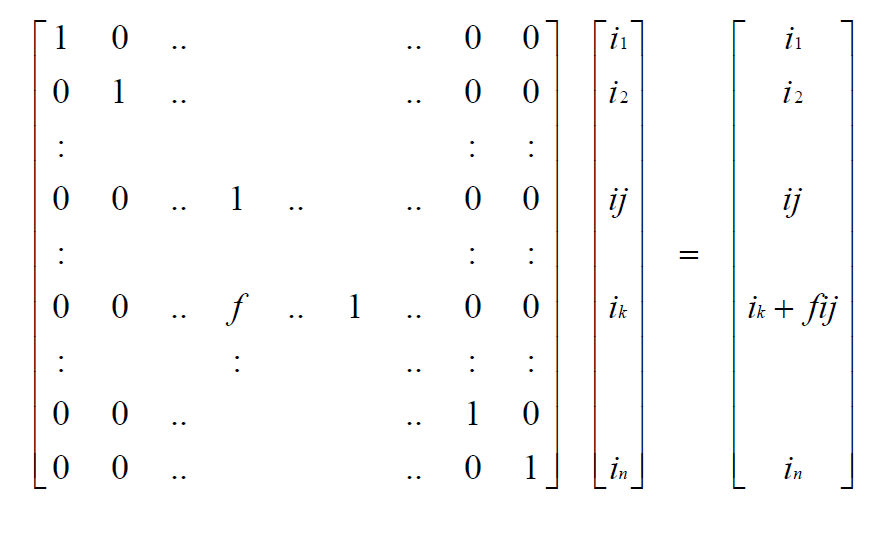 1 0 .. .. 0 0 i1 i1
0 1 .. .. 0 0 i2 i2
: : :
0 0 .. 1 .. .. 0 0 ij ij
: : : =
0 0 .. f .. 1 .. 0 0 ik ik + fij
: : .. : :
0 0 .. .. 1 0
0 0 .. .. 0 1 in in